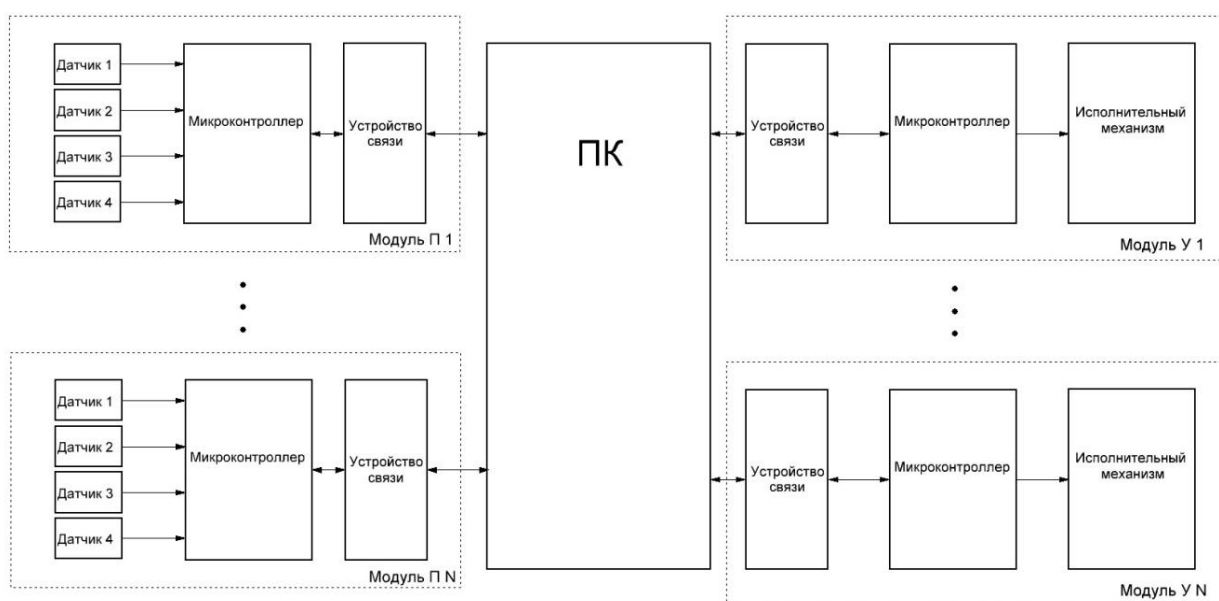 Датчик 1
Датчик 2
Датчик 3
Датчик 4
Микроконтроллер
Устройство
связи
Модуль П 1
ПК
Устройство
связи
Микроконтроллер
Исполнительный
механизм
Модуль У 1
Датчик 1
Датчик 2
Датчик 3
Датчик 4
Микроконтроллер
Устройство
связи
Модуль П N
Устройство
связи
Микроконтроллер
Исполнительный
механизм
Модуль У N